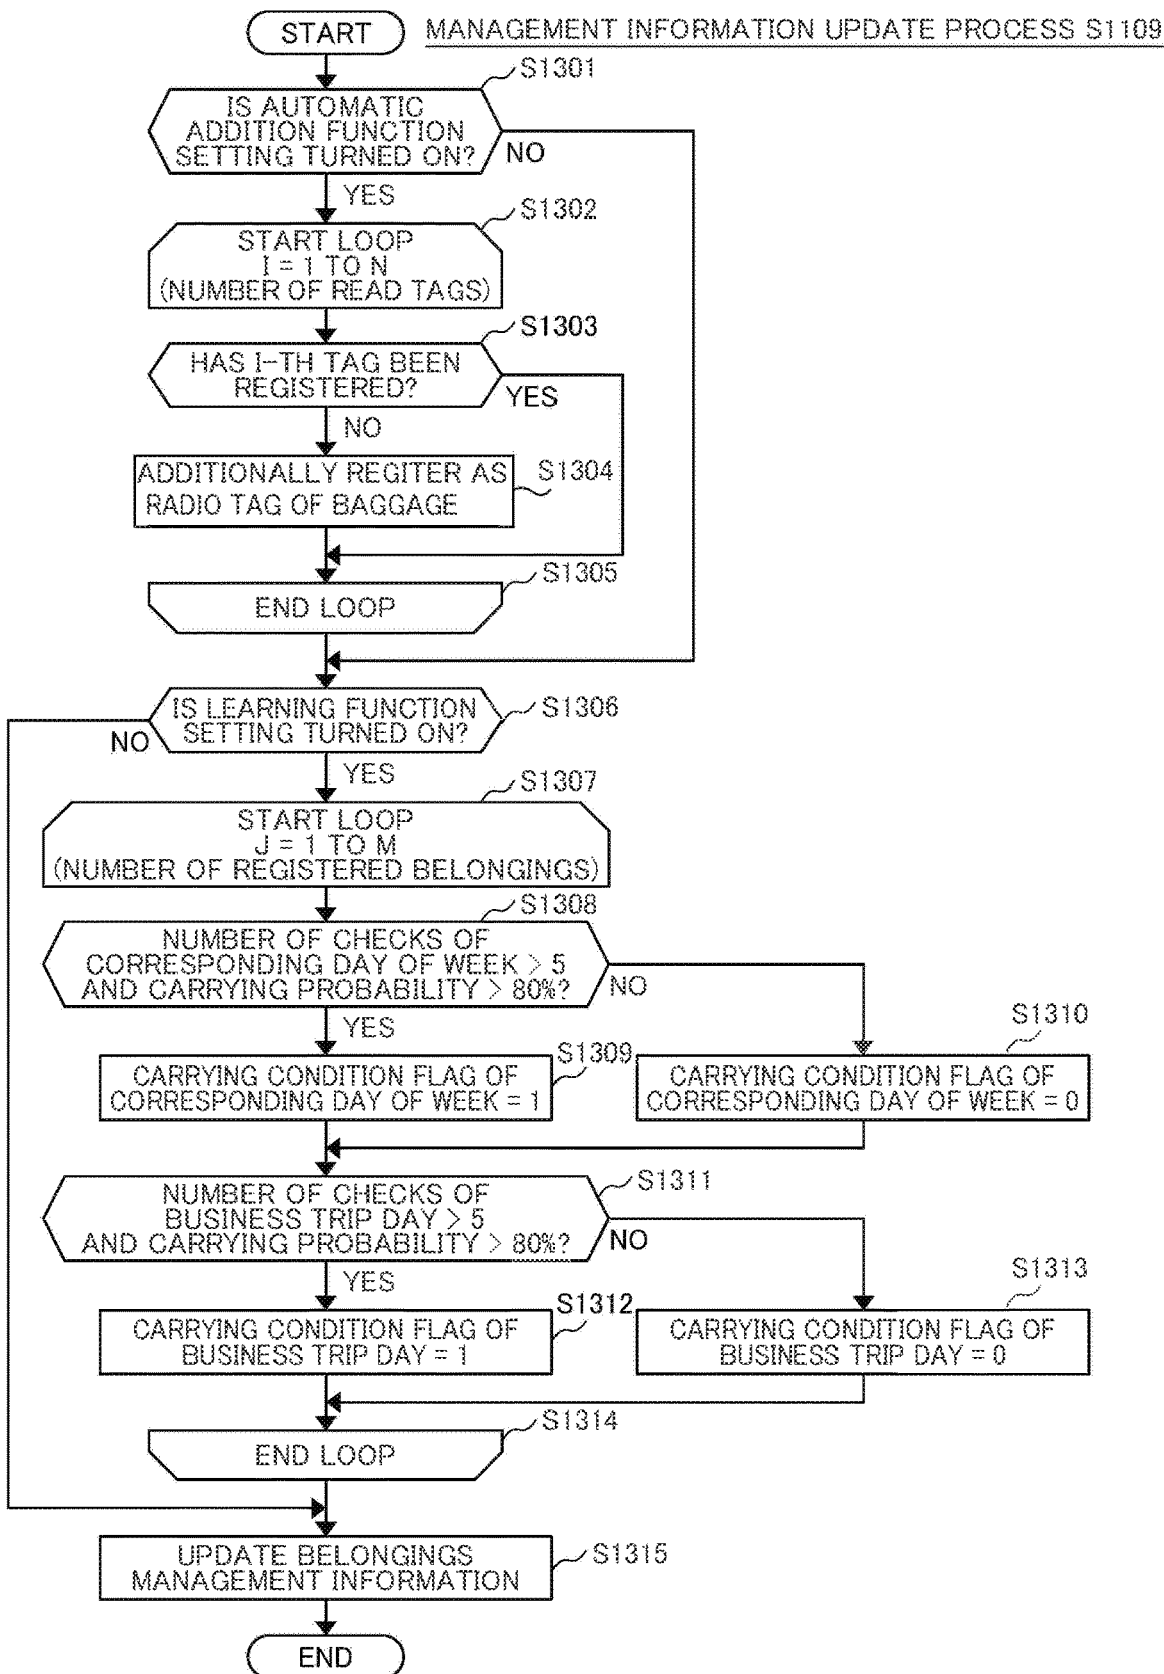 START
MANAGEMENT INFORMATION UPDATE PROCESS S1109
S1301
IS AUTOMATIC
ADDITION FUNCTION
SETTING TURNED ON?
NO
YES
S1302
START LOOP
I = 1 TO N
(NUMBER OF READ TAGS)
S1303
HAS I-TH TAG BEEN
REGISTERED?
YES
NO
S1304
ADDITIONALLY REGITER AS
RADIO TAG OF BAGGAGE
S1305
END LOOP
S1306
IS LEARNING FUNCTION
SETTING TURNED ON?
NO
YES
S1307
START LOOP
J = 1 TO M
(NUMBER OF REGISTERED BELONGINGS)
S1308
NUMBER OF CHECKS OF
CORRESPONDING DAY OF WEEK > 5
AND CARRYING PROBABILITY > 80%?
NO
YES
S1309
CARRYING CONDITION FLAG OF
CORRESPONDING DAY OF WEEK = 1
S1310
CARRYING CONDITION FLAG OF
CORRESPONDING DAY OF WEEK = 0
S1311
NUMBER OF CHECKS OF
BUSINESS TRIP DAY > 5
AND CARRYING PROBABILITY > 80%?
NO
YES
S1312
CARRYING CONDITION FLAG OF
BUSINESS TRIP DAY = 1
S1313
CARRYING CONDITION FLAG OF
BUSINESS TRIP DAY = 0
S1314
END LOOP
S1315
UPDATE BELONGINGS
MANAGEMENT INFORMATION
END